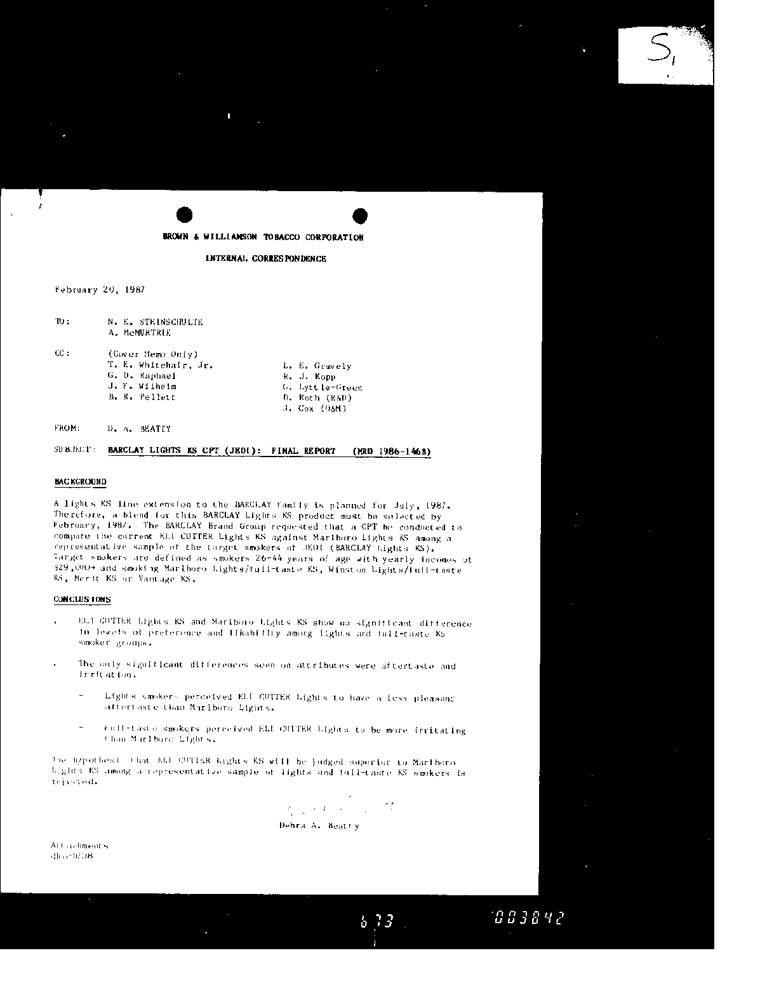 S,
BROWN & WILLIAMSON TOBACCO CORPORATION
INTERNAL CORRESPONDENCE
February 20, 1987
TO: N. E. STEINSCHULTE
A. McMURTRIE
CC: (Cover Memo Only)
T. E. Whitehair, Jr. L. E. Gravely
G. D. Raphael K. J. Kopp
J. F. Wilhelm G. Lyttle-Green
B. R. Pellett D. Roth (R&D)
J. Cox (O&M)
FROM: D. A. BEATTY
SUBJECT: BARCLAY LIGHTS KS CPT (JEDI): FINAL REPORT (MRD 1986-1468)
BACKGROUND
A lights KS line extension to the BARCLAY family is planned for July, 1987.
Therefore, a blend for this BARCLAY Lights KS product must be selected by
February, 1987. The BARCLAY Brand Group requested that a CPT be conducted to
compare the current ELI CUTTER Lights KS against Marlboro Lights KS among a
representative sample of the target smokers of JEDI (BARCLAY Lights KS).
Target smokers are defined as smokers 26-44 years of age with yearly incomes of
$29,000+ and smoking Marlboro Lights/full-taste KS, Winston Lights/full-taste
KS, Merit KS or Vantage KS.
CONCLUSIONS
. ELI CUTTER Lights KS and Marlboro Lights KS show no significant difference
in levels of preference and likability among lights and full-taste KS
smoker groups.
. The only significant differences seen on attributes were aftertaste and
irritation.
- Lights smokers perceived ELI CUTTER Lights to have a less pleasant
aftertaste than Marlboro Lights.
- Full-taste smokers perceived ELI CUTTER Lights to be more irritating
than Marlboro Lights.
The hypothesis that ELI CUTTER Lights KS will be judged superior to Marlboro
Lights KS among a representative sample of lights and full-taste KS smokers is
rejected.
Debra A. Beatty
Attachments
673 003842